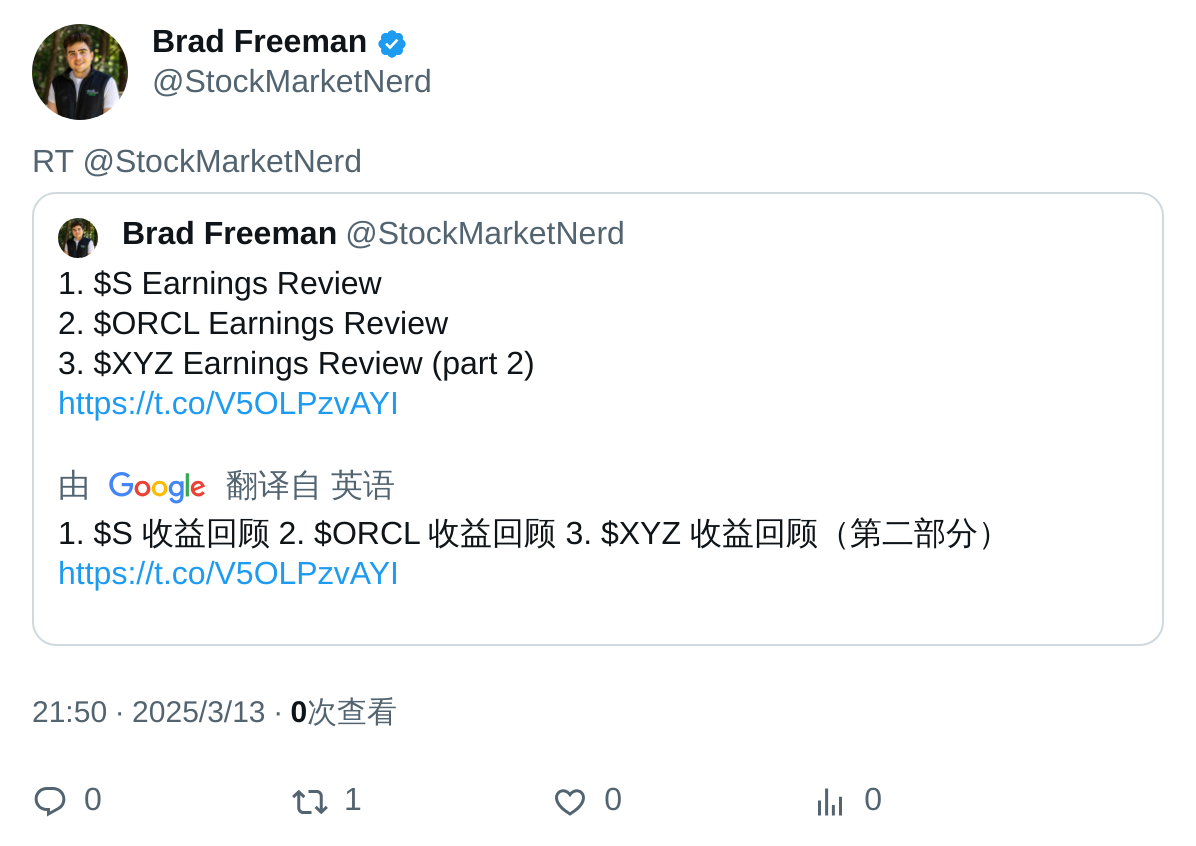 Brad Freeman
@StockMarketNerd
RT @StockMarketNerd
Brad Freeman @StockMarketNerd
1. $S Earnings Review
2. $ORCL Earnings Review
3. $XYZ Earnings Review (part 2)
https://t.co/V5OLPzvAYI
由 Google 翻译自 英语
1. $S 收益回顾 2. $ORCL 收益回顾 3. $XYZ 收益回顾（第二部分）
https://t.co/V5OLPzvAYI
21:50 · 2025/3/13 · 0次查看
0 1 0 0